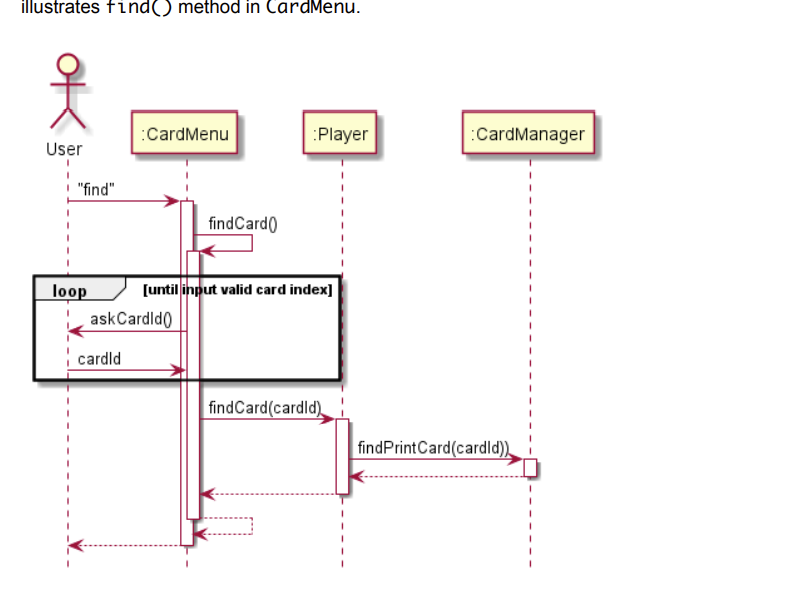 illustrates find() method in CardMenu.
User
:CardMenu
:Player
:CardManager
"find"
findCard()
loop
[until input valid card index]
askCardId()
cardId
findCard(cardId)
findPrintCard(cardId))